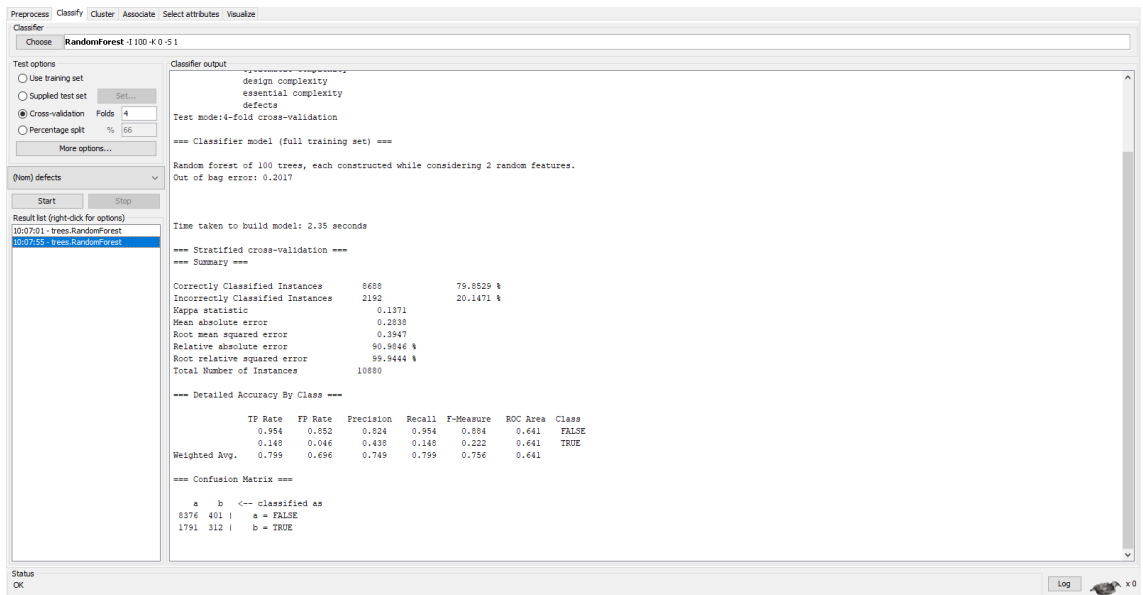 Preprocess Classify Cluster Associate Select attributes Visualize
Classifier
Choose RandomForest -I 100 -K 0 -S 1
Test options
Use training set
Supplied test set Set...
Cross-validation Folds 4
Percentage split % 66
More options...
(Nom) defects
Start Stop
Result list (right-click for options)
10:07:01 - trees.RandomForest
10:07:55 - trees.RandomForest
Classifier output
design complexity
essential complexity
defects
Test mode:4-fold cross-validation
=== Classifier model (full training set) ===
Random forest of 100 trees, each constructed while considering 2 random features.
Out of bag error: 0.2017
Time taken to build model: 2.35 seconds
=== Stratified cross-validation ===
=== Summary ===
Correctly Classified Instances 8688 79.8529 %
Incorrectly Classified Instances 2192 20.1471 %
Kappa statistic 0.1371
Mean absolute error 0.2838
Root mean squared error 0.3947
Relative absolute error 90.9846 %
Root relative squared error 99.9444 %
Total Number of Instances 10880
=== Detailed Accuracy By Class ===
TP Rate FP Rate Precision Recall F-Measure ROC Area Class
0.954 0.852 0.824 0.954 0.884 0.641 FALSE
0.148 0.046 0.438 0.148 0.222 0.641 TRUE
Weighted Avg. 0.799 0.696 0.749 0.799 0.756 0.641
=== Confusion Matrix ===
a b <-- classified as
8376 401 | a = FALSE
1791 312 | b = TRUE
Status
OK
Log x 0